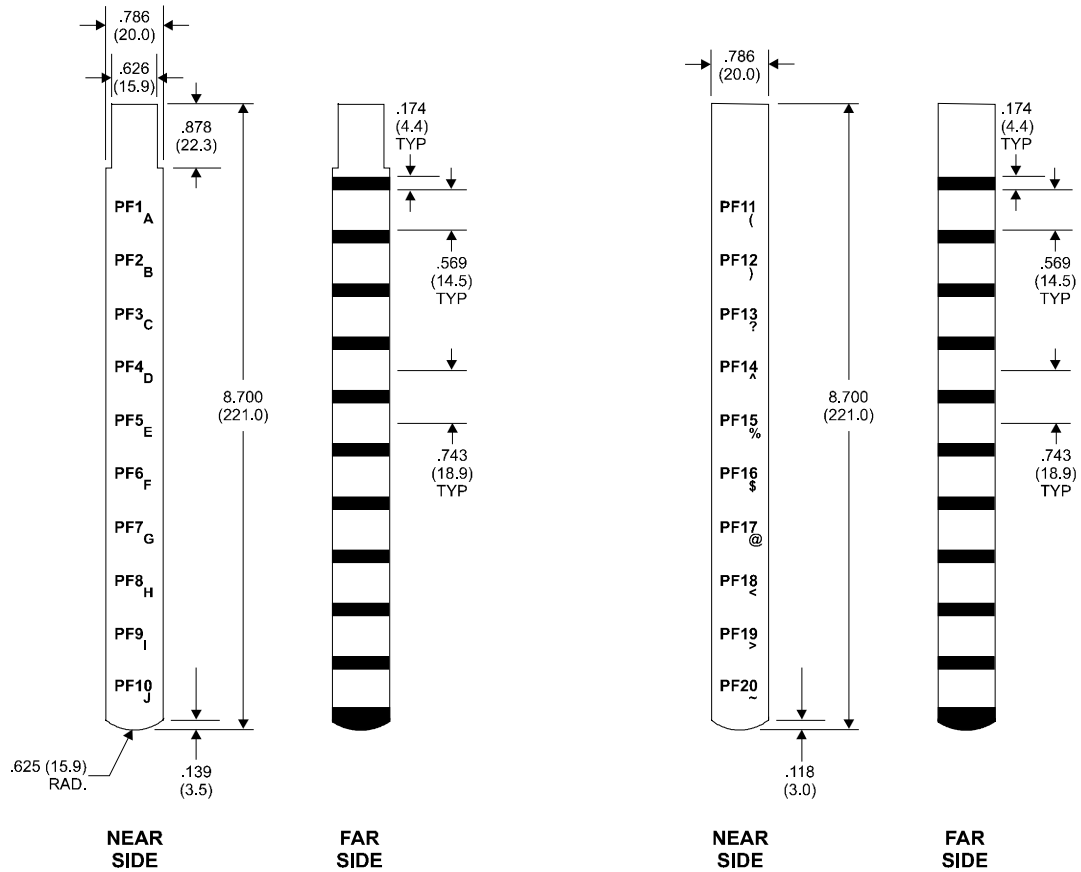 .786
(20.0)
.626
(15.9)
.878
(22.3)
PF1 A
PF2 B
PF3 C
PF4 D
PF5 E
PF6 F
PF7 G
PF8 H
PF9 I
PF10 J
8.700
(221.0)
.625 (15.9)
RAD.
.139
(3.5)
NEAR
SIDE
.174
(4.4)
TYP
.569
(14.5)
TYP
.743
(18.9)
TYP
FAR
SIDE
.786
(20.0)
PF11 (
PF12 )
PF13 ?
PF14 ^
PF15 %
PF16 $
PF17 @
PF18 <
PF19 >
PF20 ~
8.700
(221.0)
.118
(3.0)
NEAR
SIDE
.174
(4.4)
TYP
.569
(14.5)
TYP
.743
(18.9)
TYP
FAR
SIDE